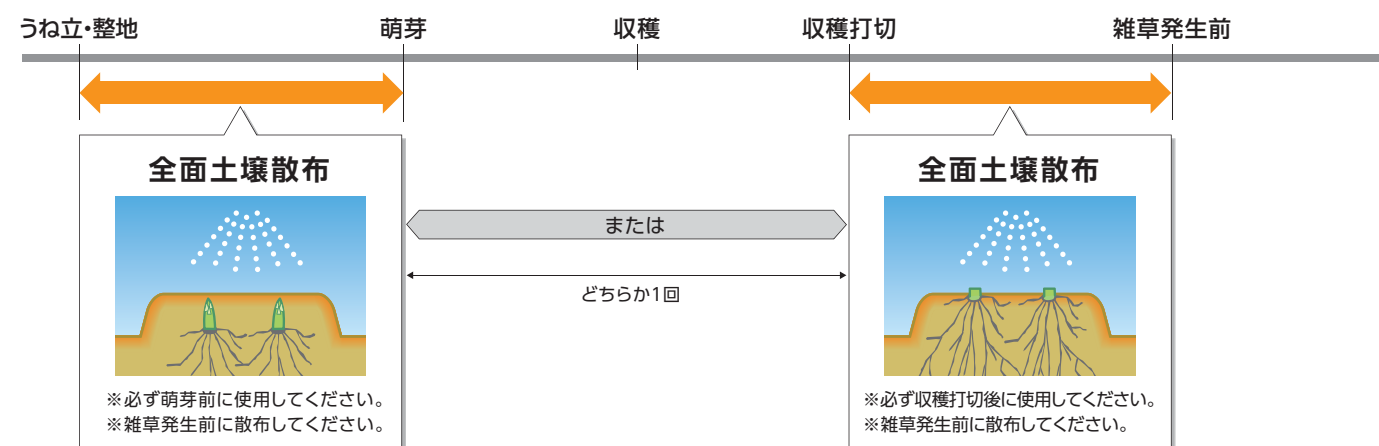 うね立・整地
萌芽
収穫
収穫打切
雑草発生前
全面土壌散布
※必ず萌芽前に使用してください。
※雑草発生前に散布してください。
または
どちらか1回
全面土壌散布
※必ず収穫打切後に使用してください。
※雑草発生前に散布してください。